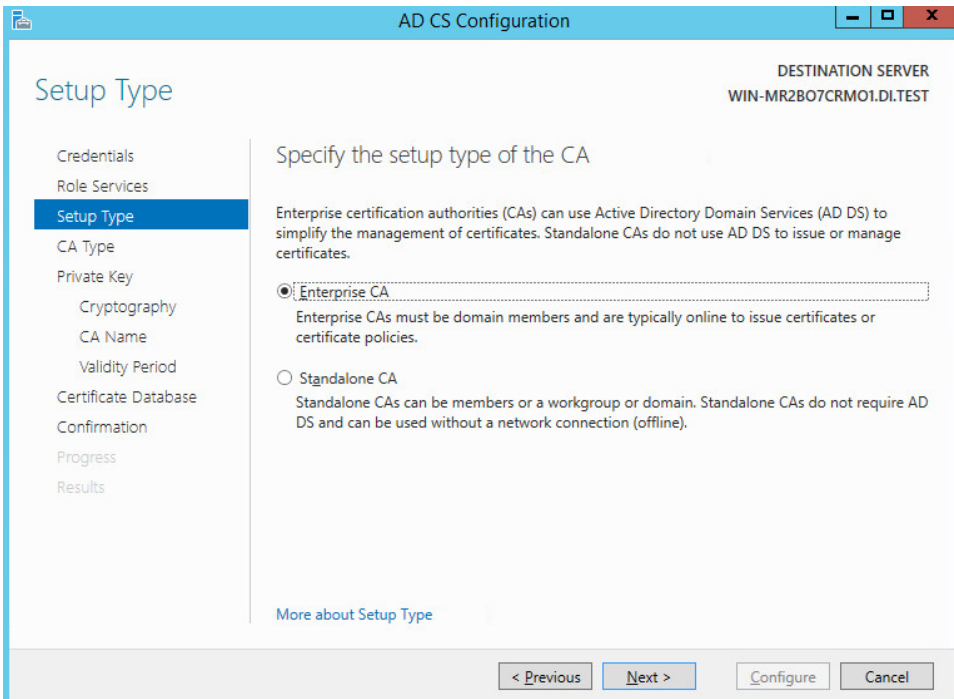 AD CS Configuration
Setup Type
DESTINATION SERVER
WIN-MR2BO7CRMO1.DI.TEST
Credentials
Role Services
Setup Type
CA Type
Private Key
Cryptography
CA Name
Validity Period
Certificate Database
Confirmation
Progress
Results
Specify the setup type of the CA
Enterprise certification authorities (CAs) can use Active Directory Domain Services (AD DS) to
simplify the management of certificates. Standalone CAs do not use AD DS to issue or manage
certificates.
Enterprise CA
Enterprise CAs must be domain members and are typically online to issue certificates or
certificate policies.
Standalone CA
Standalone CAs can be members or a workgroup or domain. Standalone CAs do not require AD
DS and can be used without a network connection (offline).
More about Setup Type
< Previous
Next >
Configure
Cancel